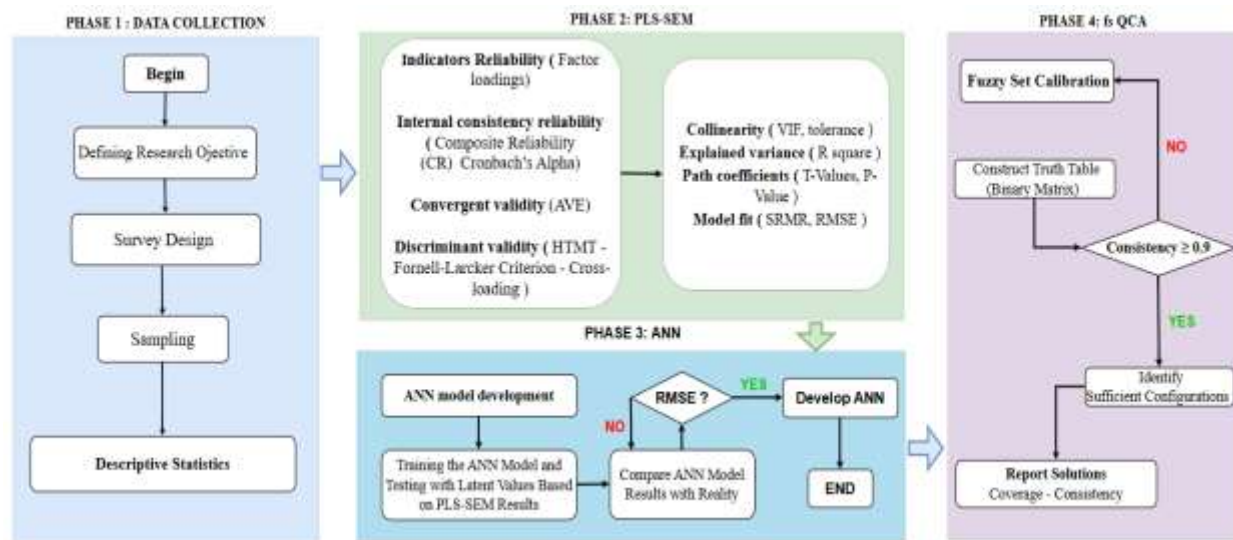 PHASE 1 : DATA COLLECTION
Begin
Defining Research Ojective
Survey Design
Sampling
Descriptive Statistics
PHASE 2: PLS-SEM
Indicators Reliability ( Factor
loadings)
Internal consistency reliability
( Composite Reliability
(CR) Cronbach's Alpha)
Convergent validity (AVE)
Discriminant validity ( HTMT -
Fornell-Larcker Criterion - Cross-
loading )
Collinearity ( VIF, tolerance )
Explained variance ( R square )
Path coefficients ( T-Values, P-
Value )
Model fit ( SRMR, RMSE )
PHASE 3: ANN
ANN model development
Training the ANN Model and
Testing with Latent Values Based
on PLS-SEM Results
RMSE ?
NO
YES
Compare ANN Model
Results with Reality
Develop ANN
END
PHASE 4: fs QCA
Fuzzy Set Calibration
NO
Construct Truth Table
(Binary Matrix)
Consistency ≥ 0.9
YES
Identify
Sufficient Configurations
Report Solutions
Coverage - Consistency